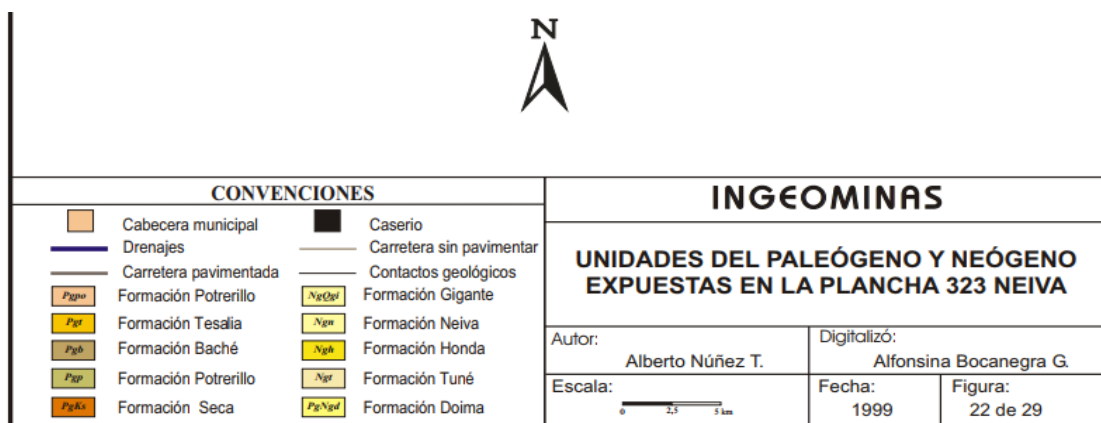 N
CONVENCIONES
Cabecera municipal
Caserio
Drenajes
Carretera sin pavimentar
Carretera pavimentada
Contactos geológicos
Pgpo Formación Potrerillo
NgQgi Formación Gigante
Pgt Formación Tesalia
Ngn Formación Neiva
Pgb Formación Baché
Ngh Formación Honda
Pgp Formación Potrerillo
Ngt Formación Tuné
PgKs Formación Seca
PgNgd Formación Doima
INGEOMINAS
UNIDADES DEL PALEÓGENO Y NEÓGENO
EXPUESTAS EN LA PLANCHA 323 NEIVA
Autor:
Alberto Núñez T.
Digitalizó:
Alfonsina Bocanegra G.
Escala:
0 2,5 5 km
Fecha:
1999
Figura:
22 de 29